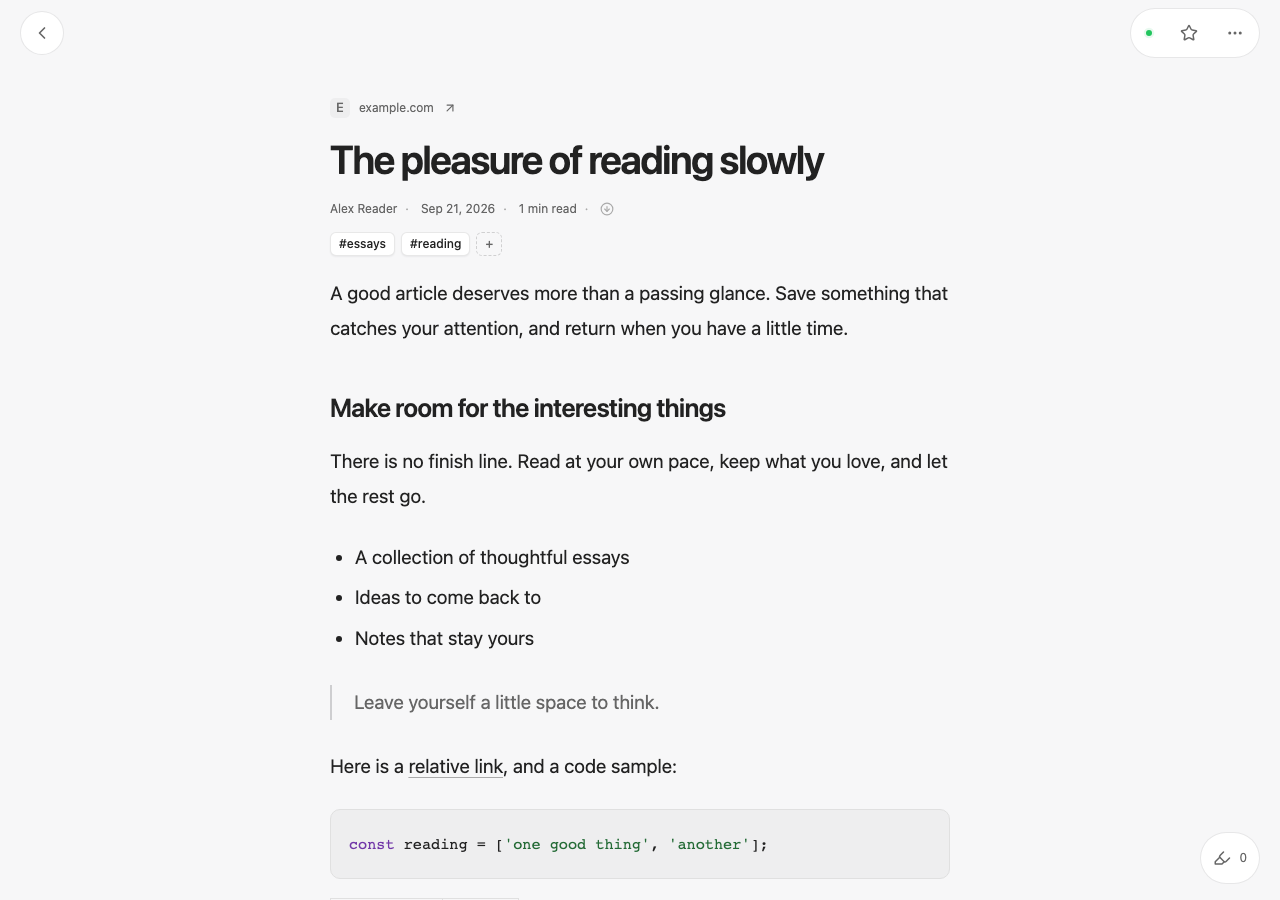 E example.com
The pleasure of reading slowly
Alex Reader · Sep 21, 2026 · 1 min read ·
#essays #reading +
A good article deserves more than a passing glance. Save something that
catches your attention, and return when you have a little time.
Make room for the interesting things
There is no finish line. Read at your own pace, keep what you love, and let
the rest go.
• A collection of thoughtful essays
• Ideas to come back to
• Notes that stay yours
Leave yourself a little space to think.
Here is a relative link, and a code sample:
const reading = ['one good thing', 'another'];
0